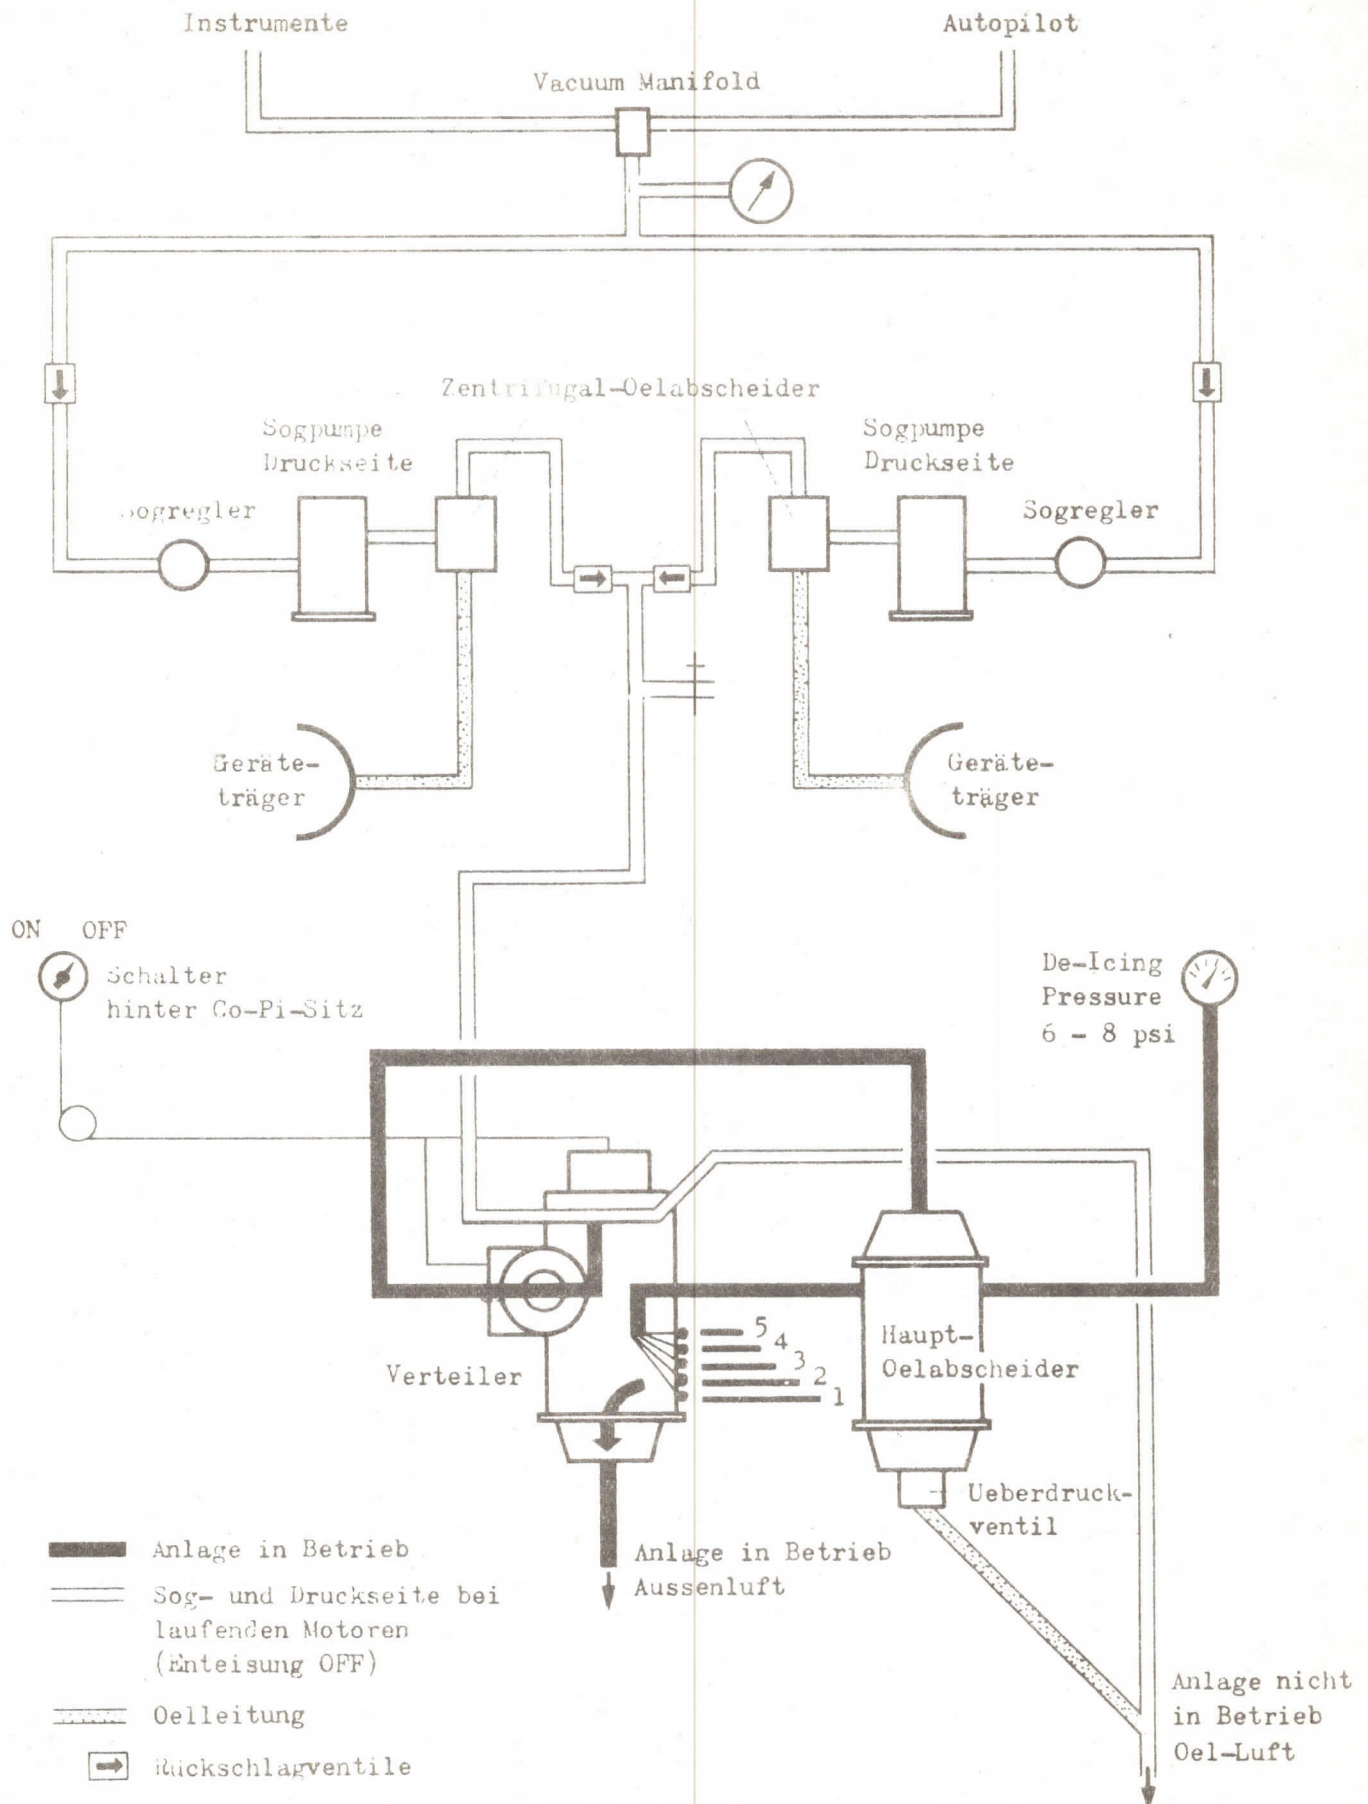 Instrumente
Autopilot
Vacuum Manifold
Zentrifugal-Oelabscheider
Sogpumpe
Druckseite
Sogpumpe
Druckseite
Sogregler
Sogregler
Geräte-
träger
Geräte-
träger
ON OFF
Schalter
hinter Co-Pi-Sitz
De-Icing
Pressure
6 - 8 psi
5
4
3
2
1
Verteiler
Haupt-
Oelabscheider
Ueberdruck-
ventil
Anlage in Betrieb
Aussenluft
Anlage in Betrieb
Sog- und Druckseite bei
laufenden Motoren
(Enteisung OFF)
Oelleitung
Rückschlagventile
Anlage nicht
in Betrieb
Oel-Luft